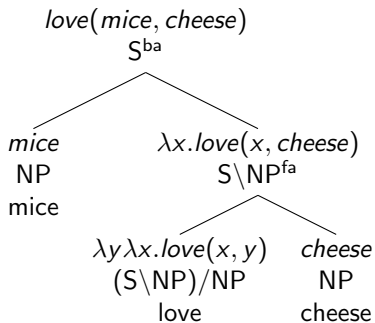 love(mice, cheese)
S^ba
mice
NP
mice
λx.love(x, cheese)
S\NP^fa
λyλx.love(x, y)
(S\NP)/NP
love
cheese
NP
cheese